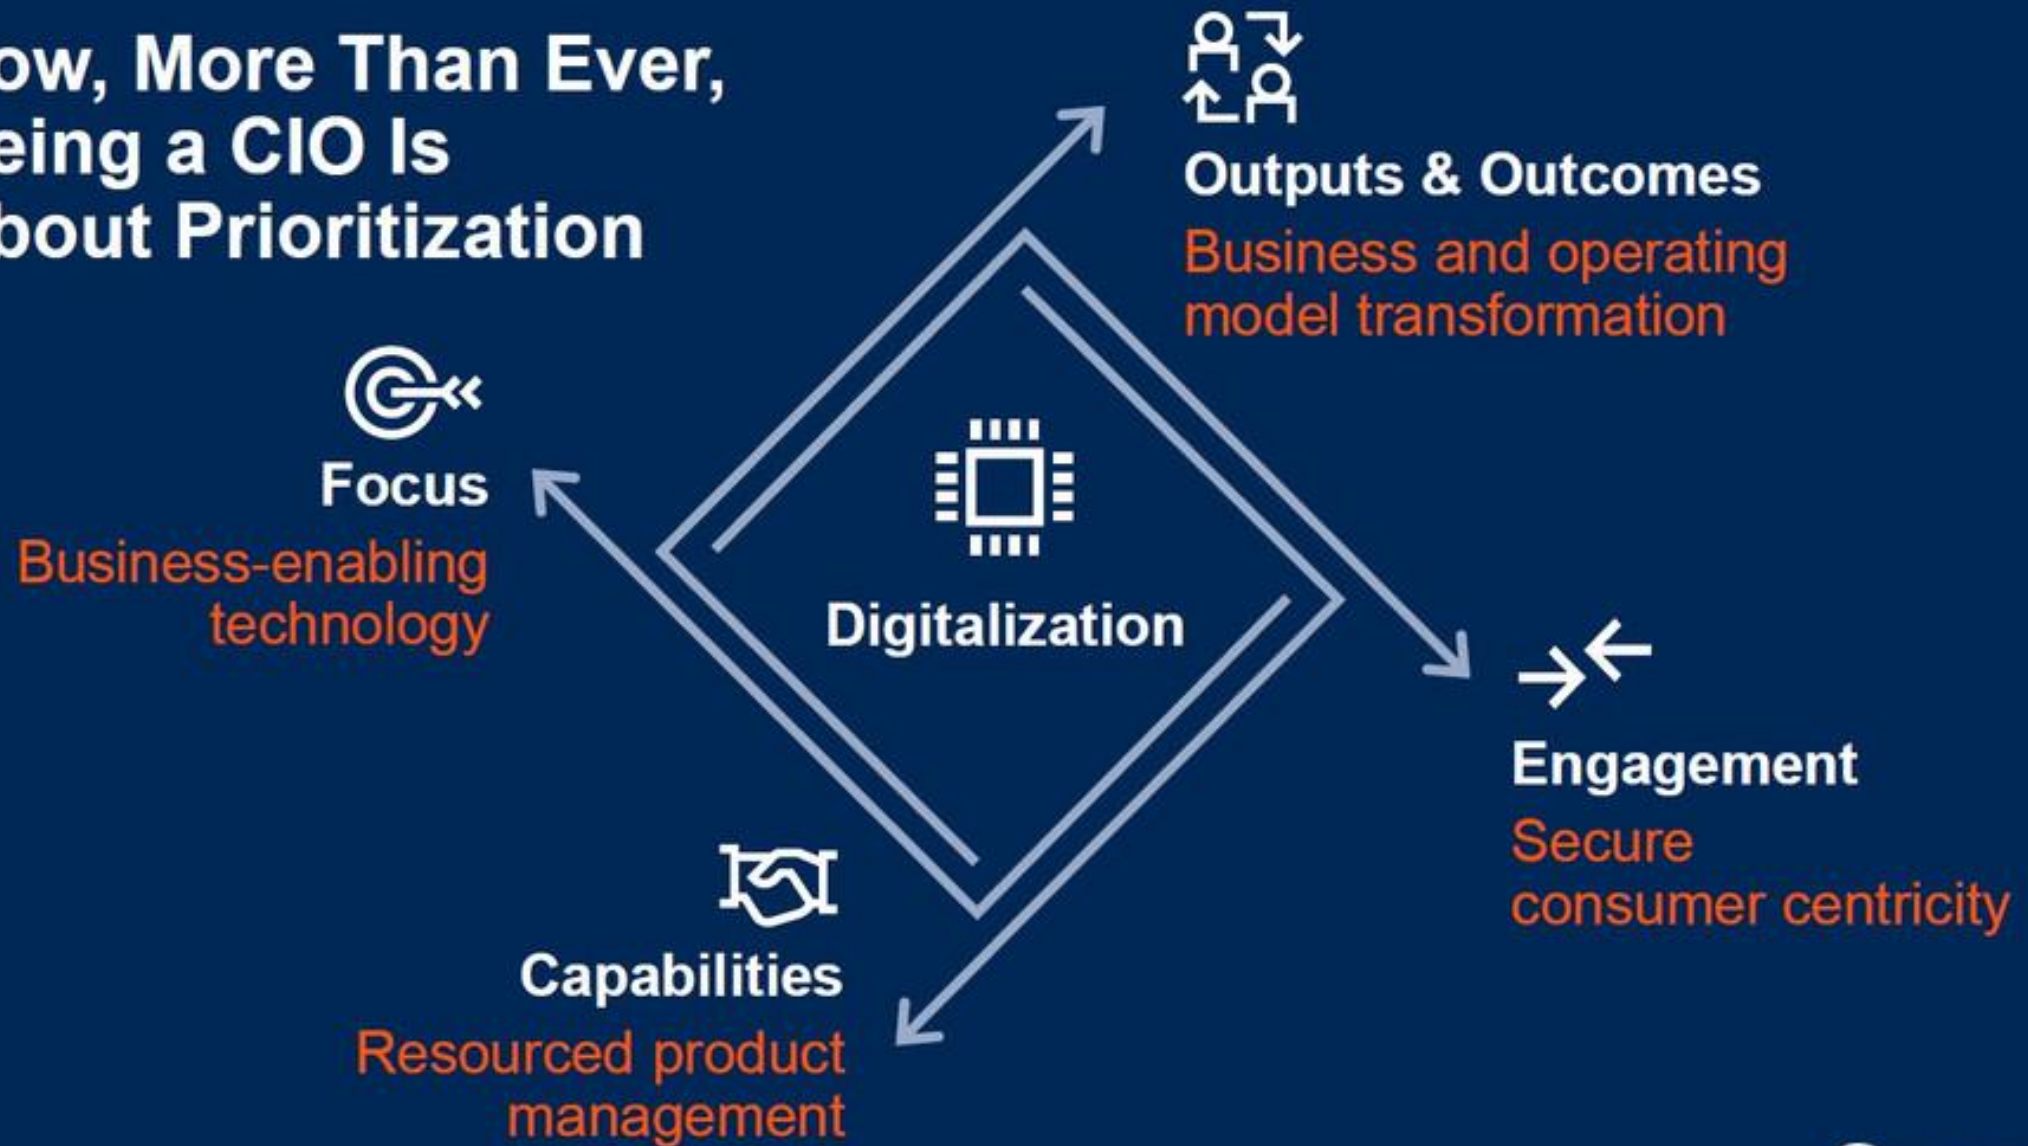 ow, More Than Ever,
eing a CIO Is
bout Prioritization
Outputs & Outcomes
Business and operating
model transformation
Focus
Business-enabling
technology
Digitalization
Engagement
Secure
consumer centricity
Capabilities
Resourced product
management